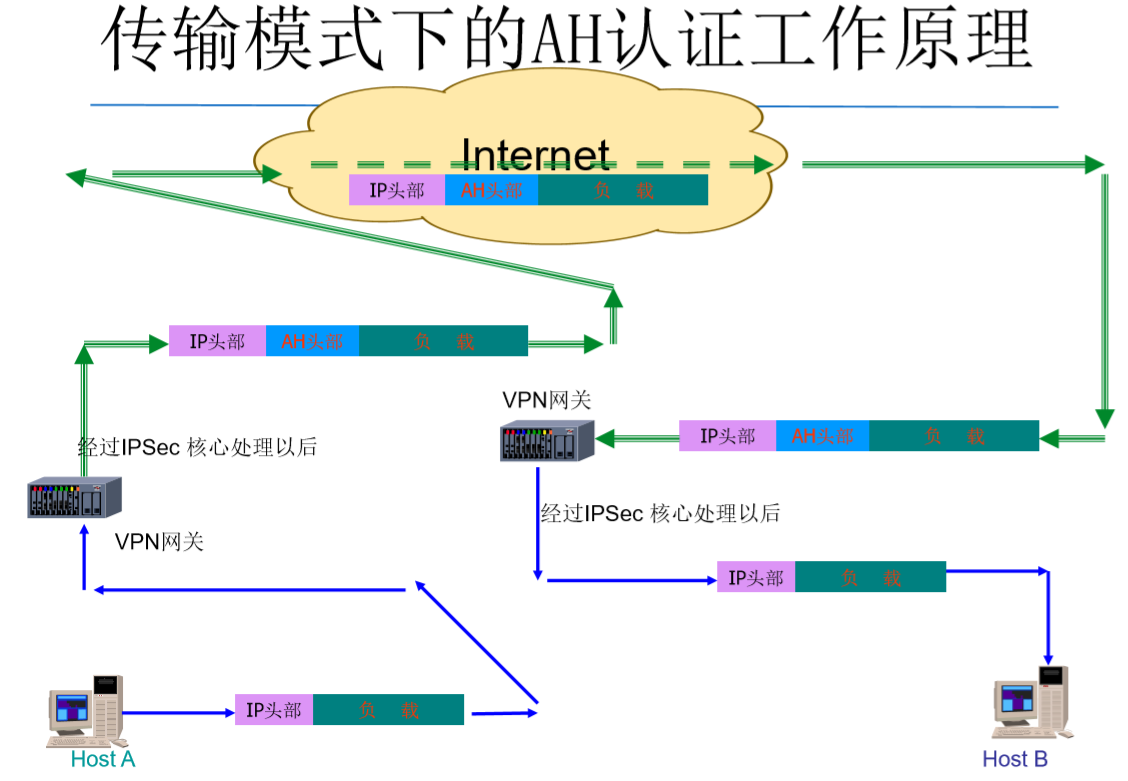 传输模式下的AH认证工作原理
Internet
IP头部 AH头部 负 载
IP头部 AH头部 负 载
VPN网关
IP头部 AH头部 负 载
经过IPSec 核心处理以后
VPN网关
经过IPSec 核心处理以后
IP头部 负 载
IP头部 负 载
Host A
Host B